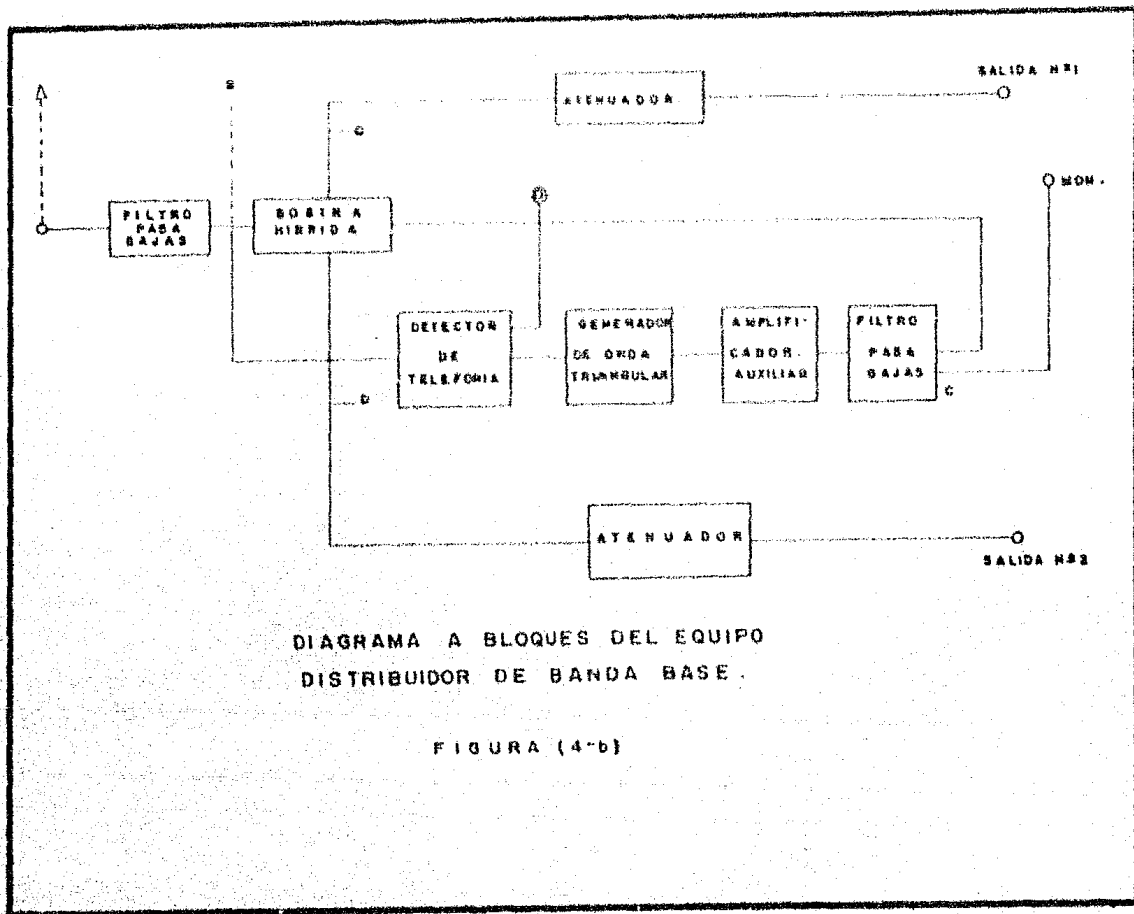 SALIDA Nº1
ATENUADOR
MON.
FILTRO
PASA
BAJAS
BOBINA
HIBRIDA
DETECTOR
DE
TELEFONIA
GENERADOR
DE ONDA
TRIANGULAR
AMPLIFI-
CADOR.
AUXILIAR
FILTRO
PASA
BAJAS
D
C
ATENUADOR
SALIDA Nº2
DIAGRAMA A BLOQUES DEL EQUIPO
DISTRIBUIDOR DE BANDA BASE.
FIGURA (4-b)